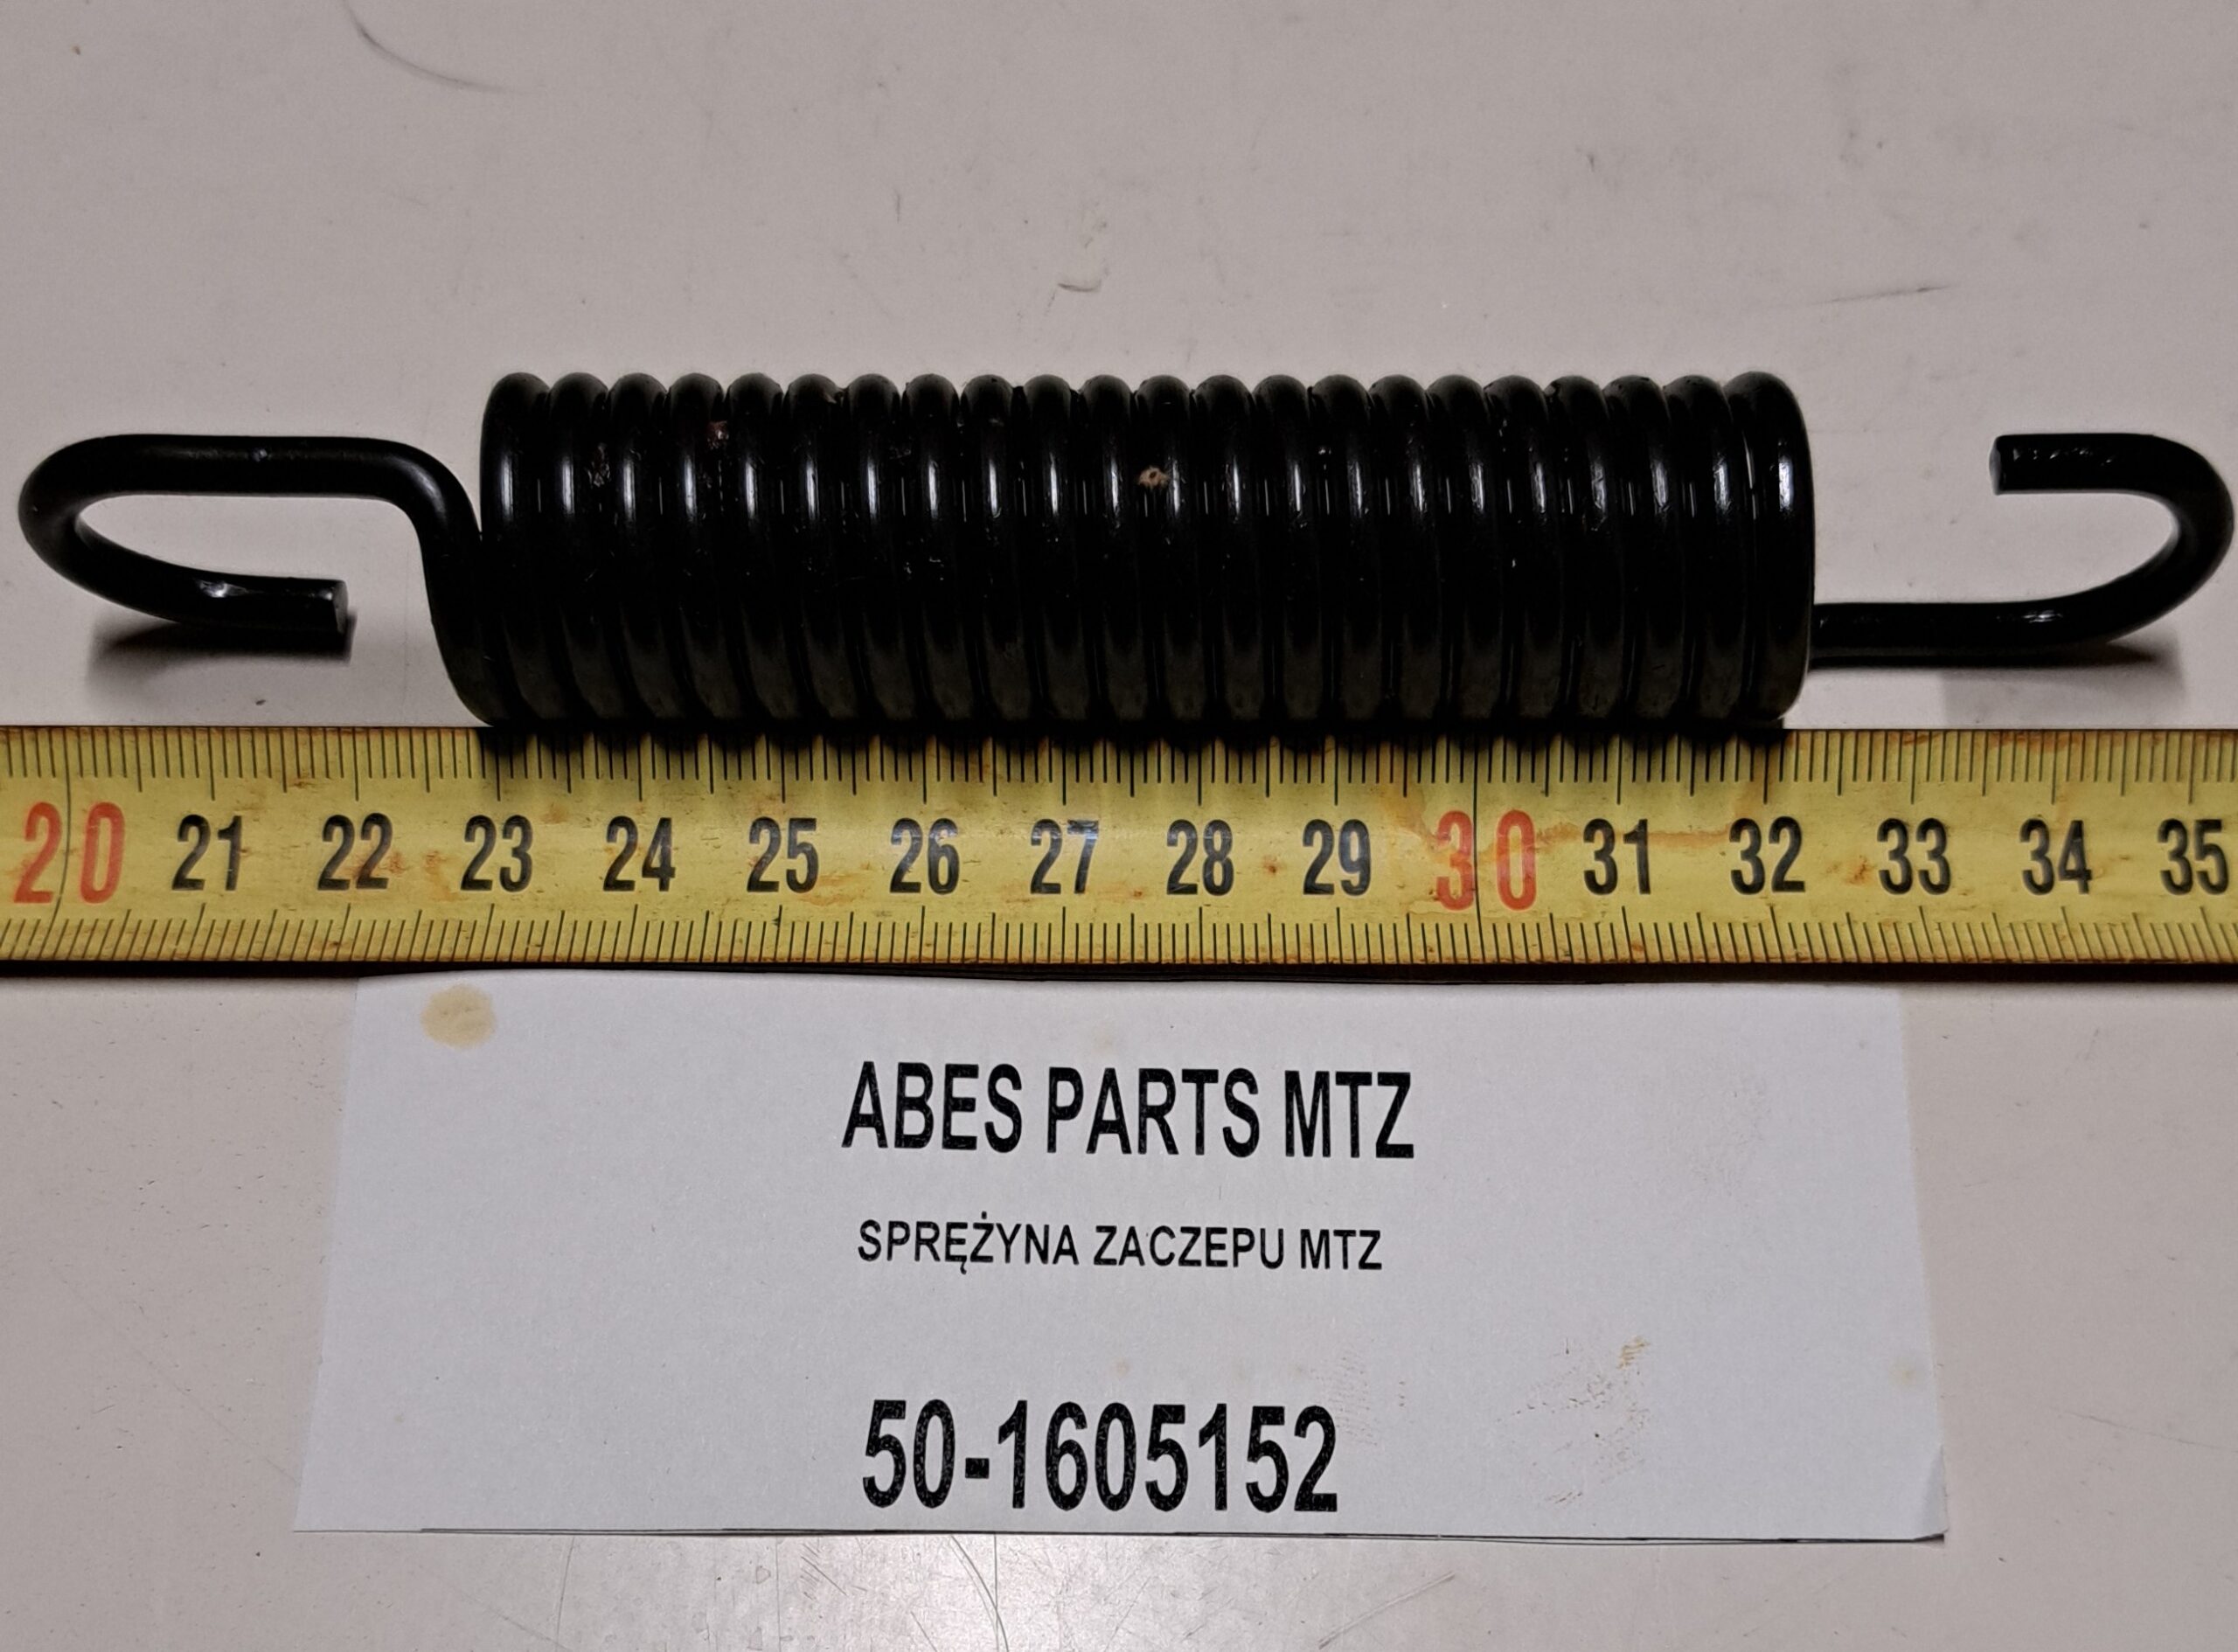 20 21 22 23 24 25 26 27 28 29 30 31 32 33 34 35
ABES PARTS MTZ
SPRĘŻYNA ZACZEPU MTZ
50-1605152